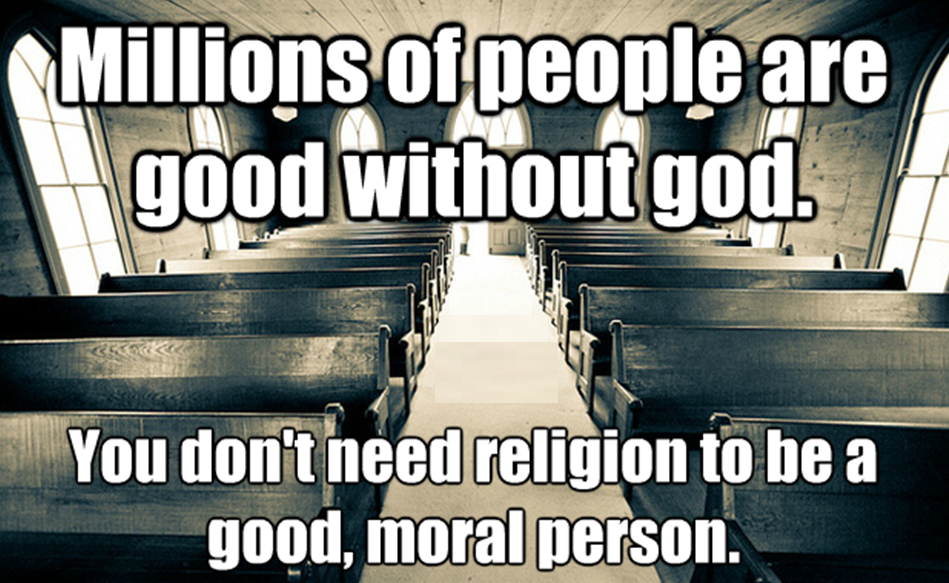 Millions of people are
good without god.
You don't need religion to be a
good, moral person.